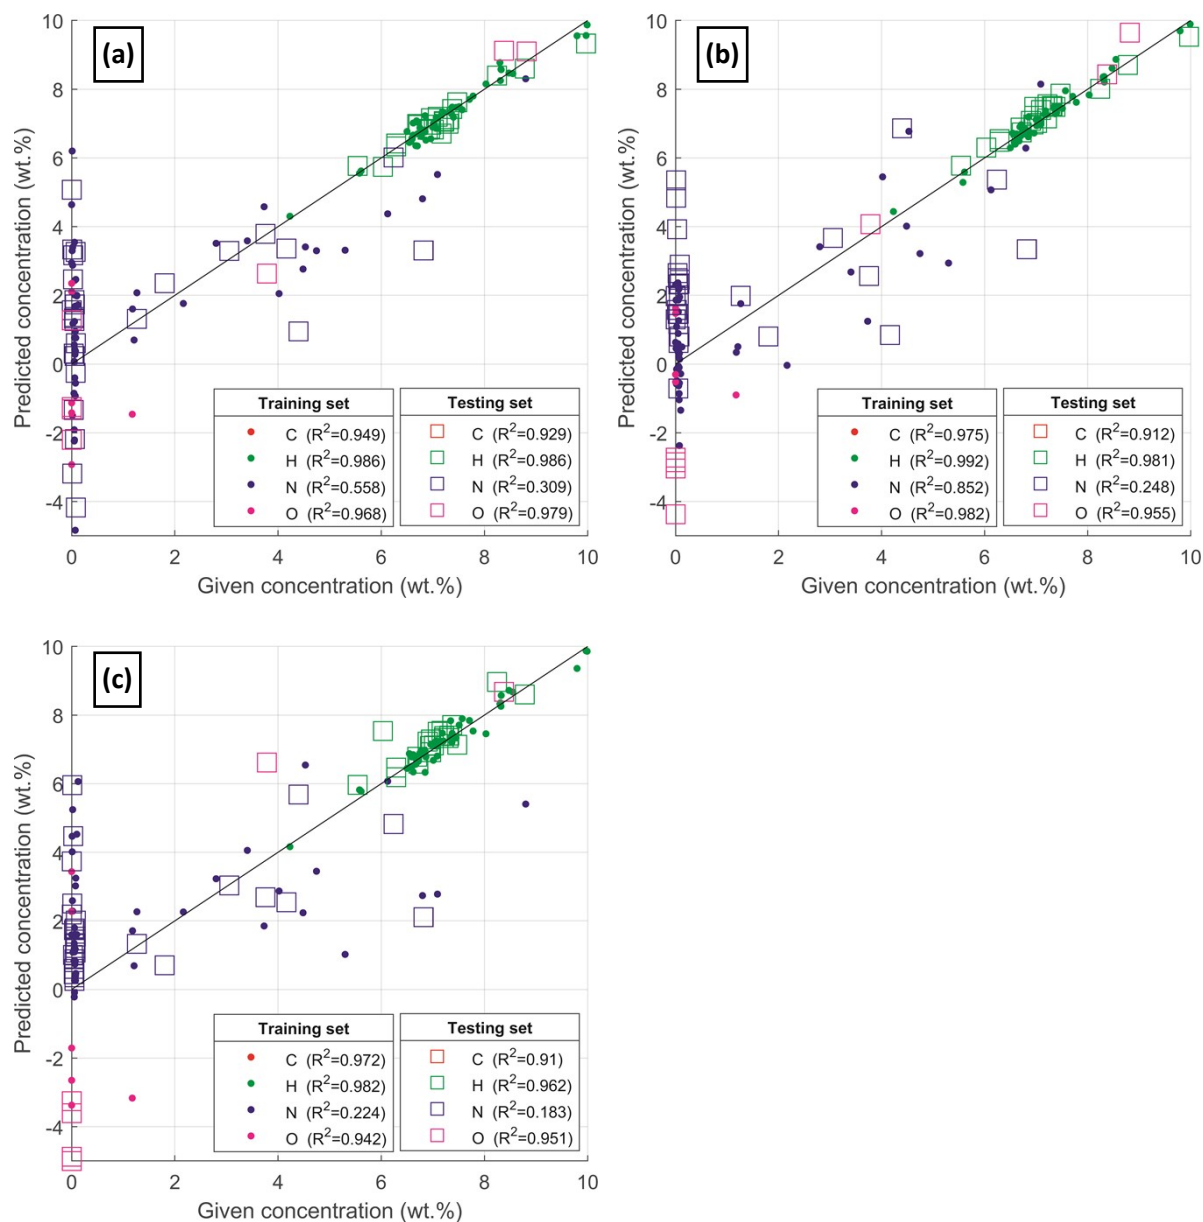 (a)
Predicted concentration (wt.%)
10
8
6
4
2
0
-2
-4
Training set
C (R²=0.949)
H (R²=0.986)
N (R²=0.558)
O (R²=0.968)
Testing set
C (R²=0.929)
H (R²=0.986)
N (R²=0.309)
O (R²=0.979)
0 2 4 6 8 10
Given concentration (wt.%)
(b)
Predicted concentration (wt.%)
10
8
6
4
2
0
-2
-4
Training set
C (R²=0.975)
H (R²=0.992)
N (R²=0.852)
O (R²=0.982)
Testing set
C (R²=0.912)
H (R²=0.981)
N (R²=0.248)
O (R²=0.955)
0 2 4 6 8 10
Given concentration (wt.%)
(c)
Predicted concentration (wt.%)
10
8
6
4
2
0
-2
-4
Training set
C (R²=0.972)
H (R²=0.982)
N (R²=0.224)
O (R²=0.942)
Testing set
C (R²=0.91)
H (R²=0.962)
N (R²=0.183)
O (R²=0.951)
0 2 4 6 8 10
Given concentration (wt.%)